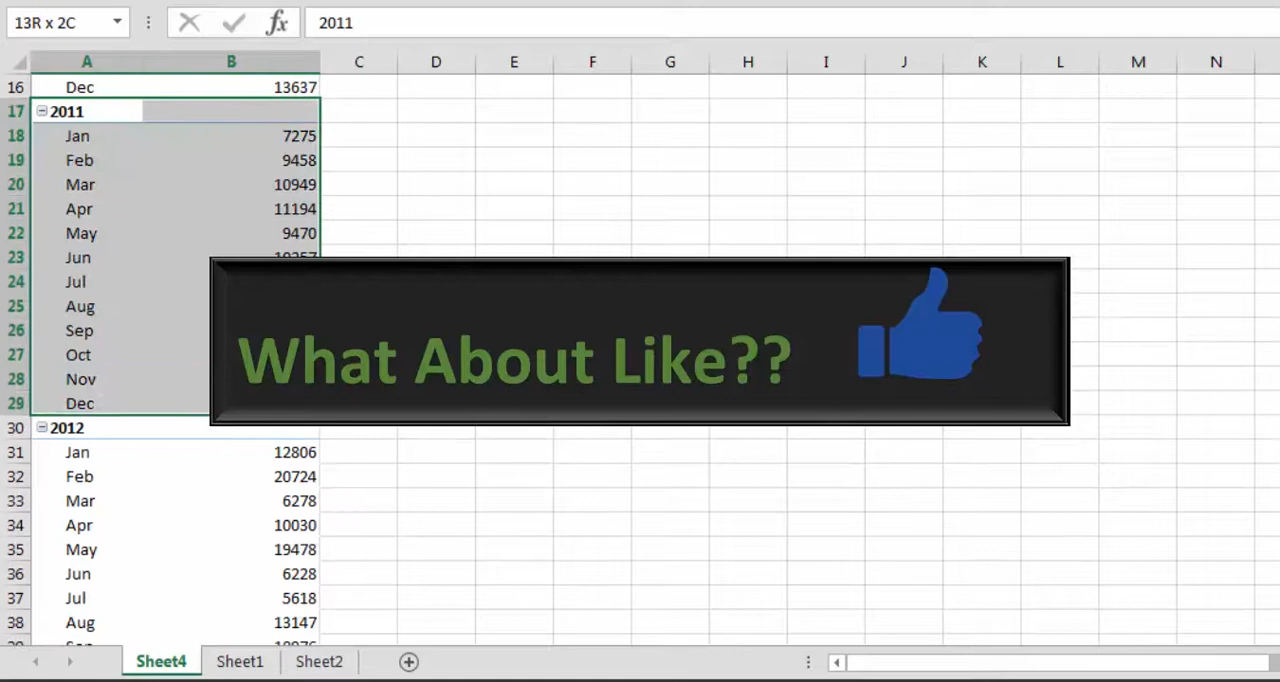 13R x 2C fx 2011
A B C D E F G H I J K L M N
16 Dec 13637
17 2011
18 Jan 7275
19 Feb 9458
20 Mar 10949
21 Apr 11194
22 May 9470
23 Jun
24 Jul
25 Aug
26 Sep
27 Oct
28 Nov
29 Dec
What About Like??
30 2012
31 Jan 12806
32 Feb 20724
33 Mar 6278
34 Apr 10030
35 May 19478
36 Jun 6228
37 Jul 5618
38 Aug 13147
Sheet4 Sheet1 Sheet2